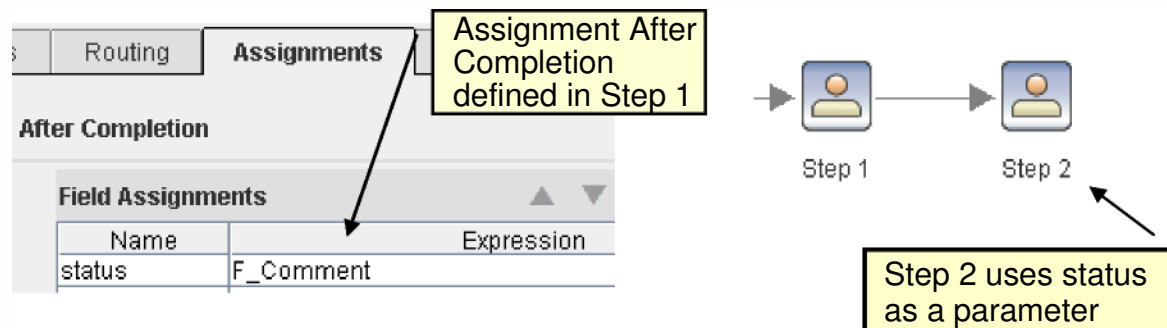 s
Routing
Assignments
Assignment After
Completion
defined in Step 1
After Completion
Field Assignments
Name
Expression
status
F_Comment
Step 1
Step 2
Step 2 uses status
as a parameter